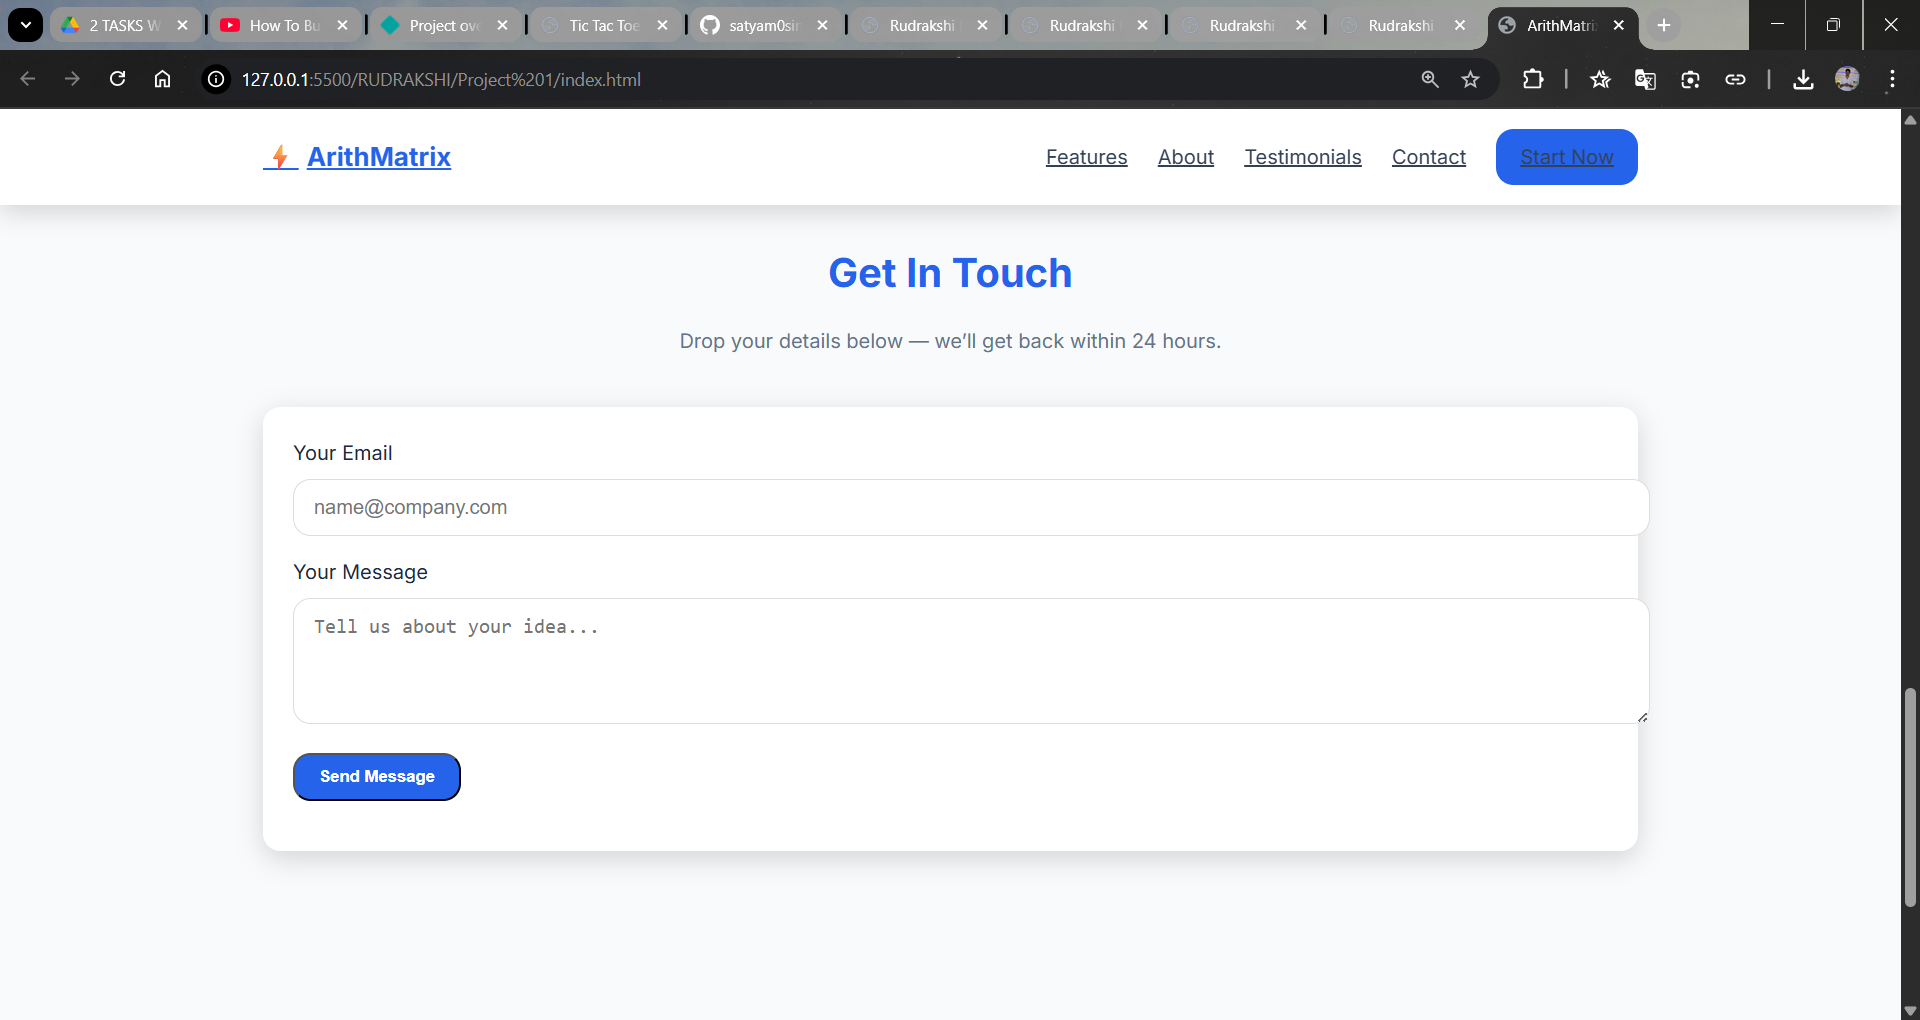 2 TASKS W
How To Bu
Project ove
Tic Tac Toe
satyam0sin
Rudrakshi
Rudrakshi
Rudrakshi
Rudrakshi
ArithMatri
127.0.0.1:5500/RUDRAKSHI/Project%201/index.html
ArithMatrix
Features
About
Testimonials
Contact
Start Now
Get In Touch
Drop your details below — we’ll get back within 24 hours.
Your Email
name@company.com
Your Message
Tell us about your idea...
Send Message